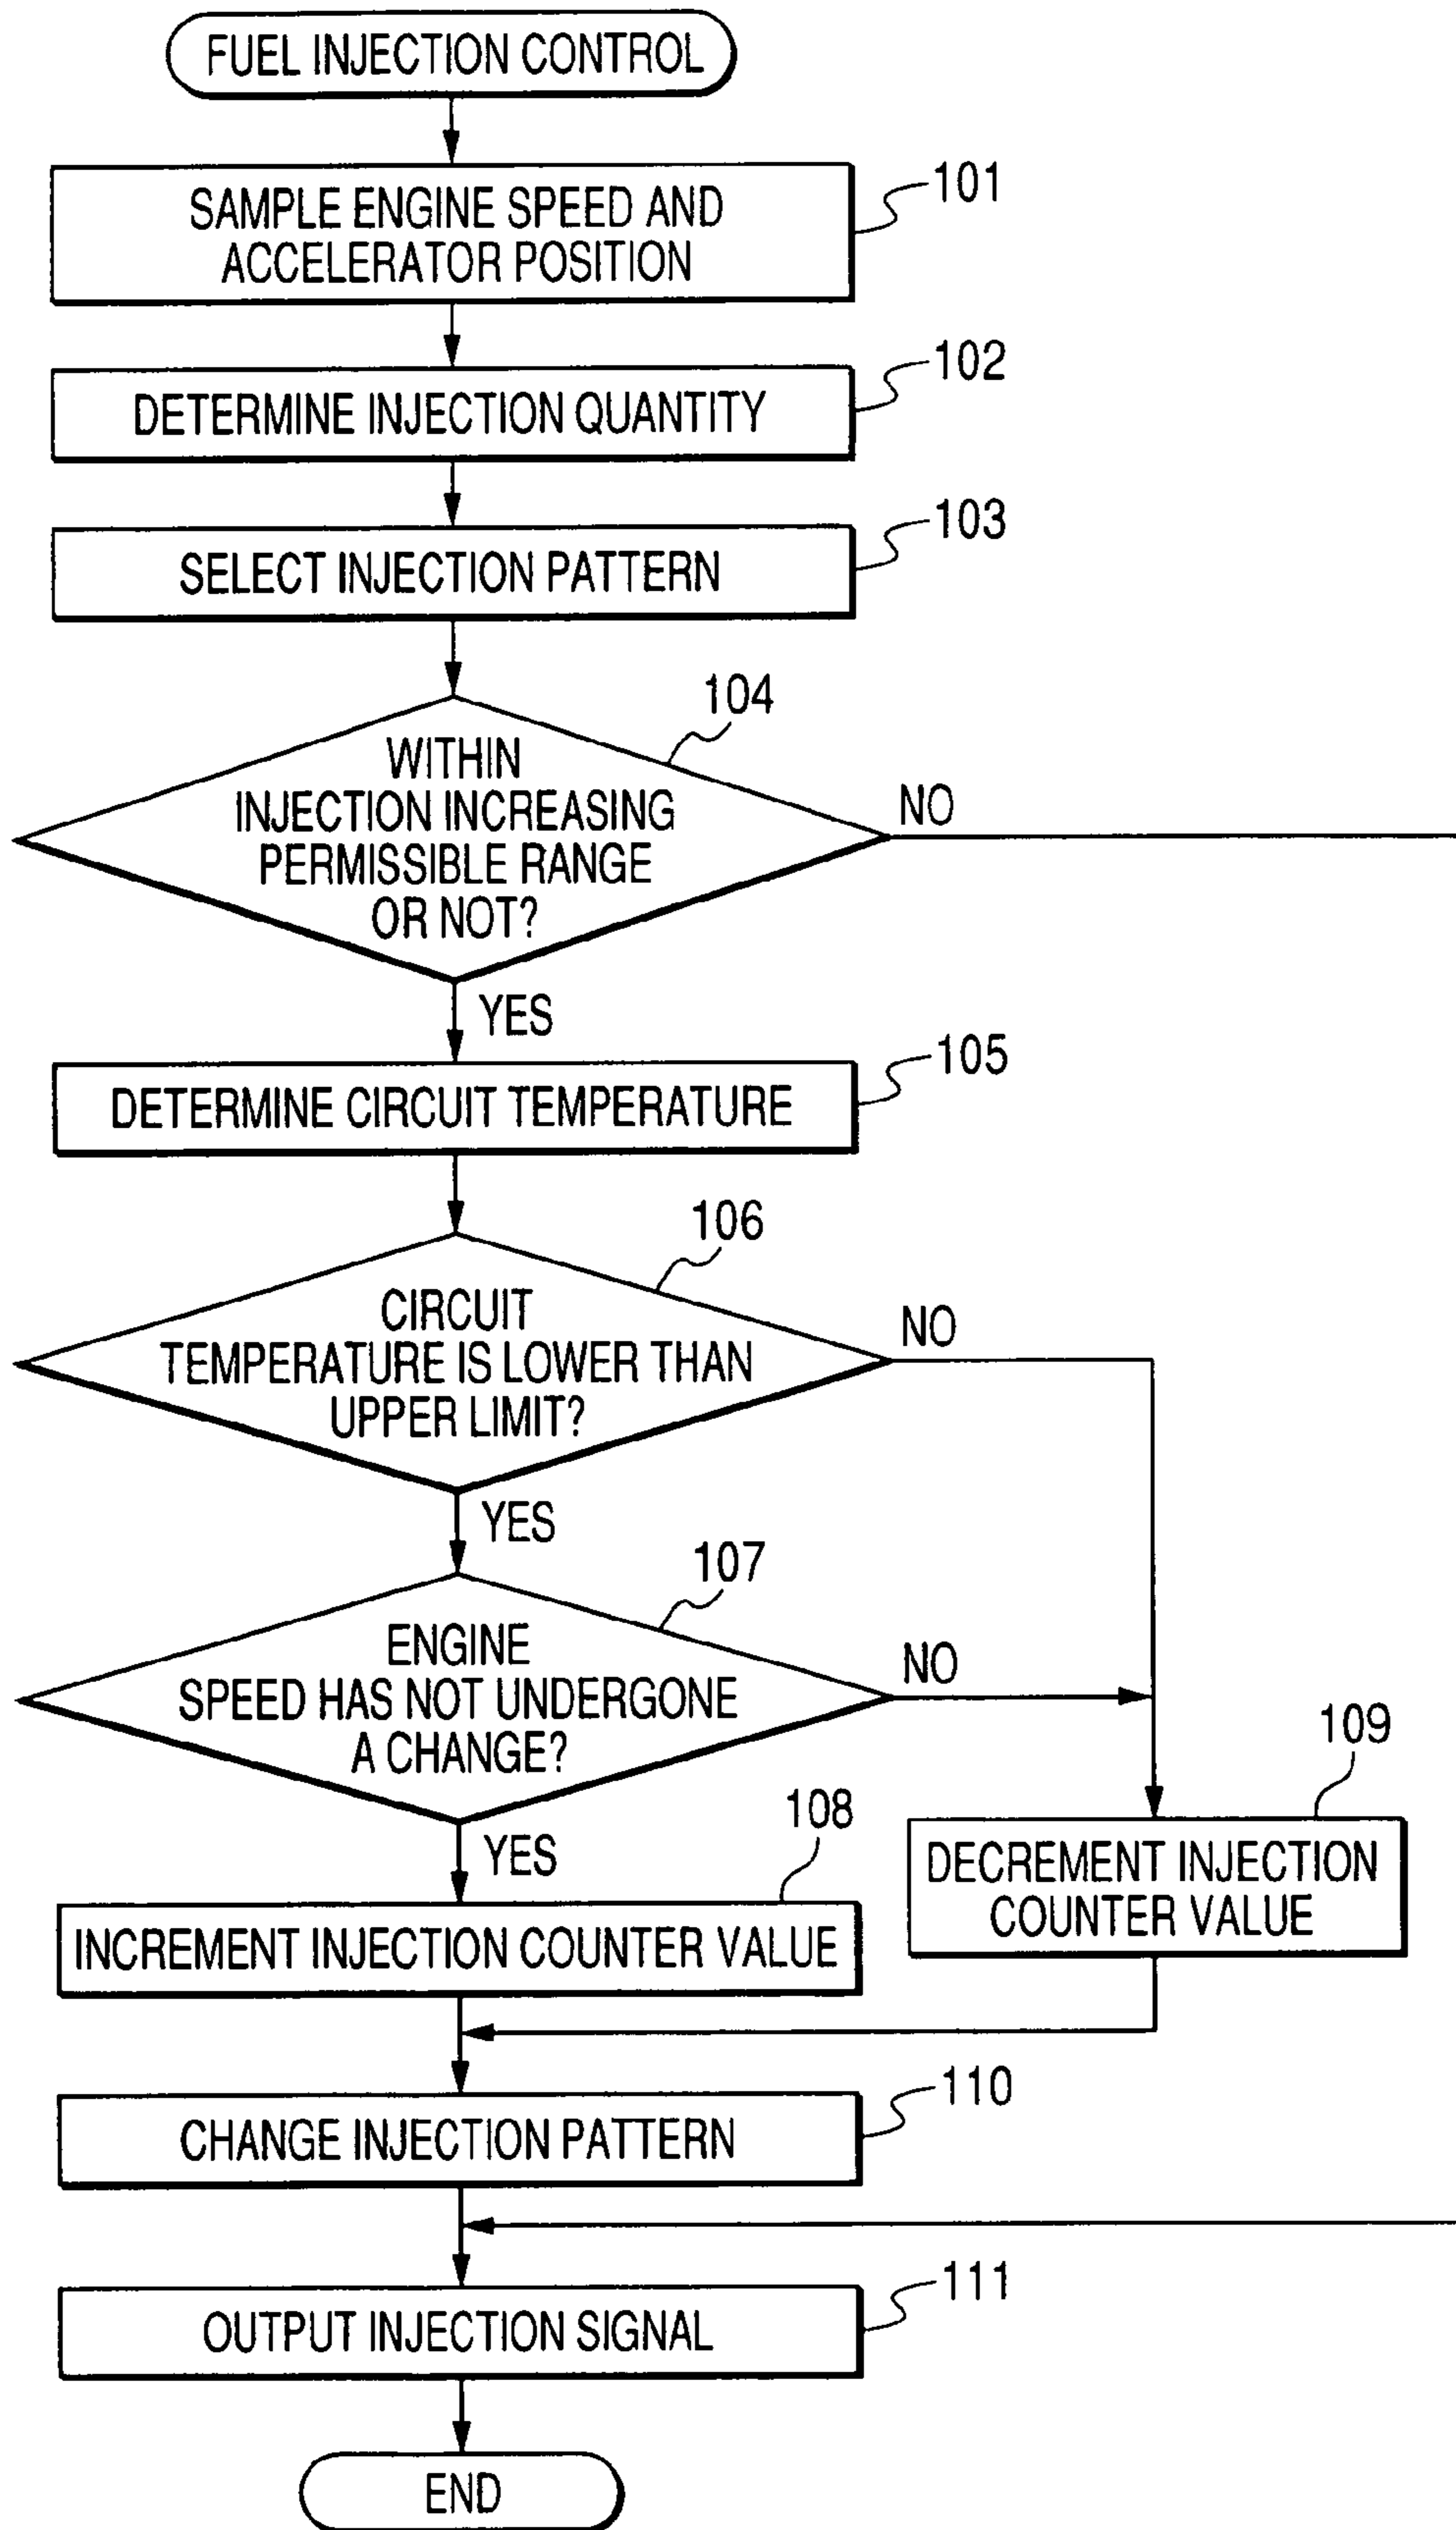 FUEL INJECTION CONTROL
SAMPLE ENGINE SPEED AND
ACCELERATOR POSITION
101
DETERMINE INJECTION QUANTITY
102
SELECT INJECTION PATTERN
103
104
WITHIN
INJECTION INCREASING
PERMISSIBLE RANGE
OR NOT?
NO
YES
DETERMINE CIRCUIT TEMPERATURE
105
106
CIRCUIT
TEMPERATURE IS LOWER THAN
UPPER LIMIT?
NO
YES
107
ENGINE
SPEED HAS NOT UNDERGONE
A CHANGE?
NO
YES
108
INCREMENT INJECTION COUNTER VALUE
109
DECREMENT INJECTION
COUNTER VALUE
110
CHANGE INJECTION PATTERN
111
OUTPUT INJECTION SIGNAL
END